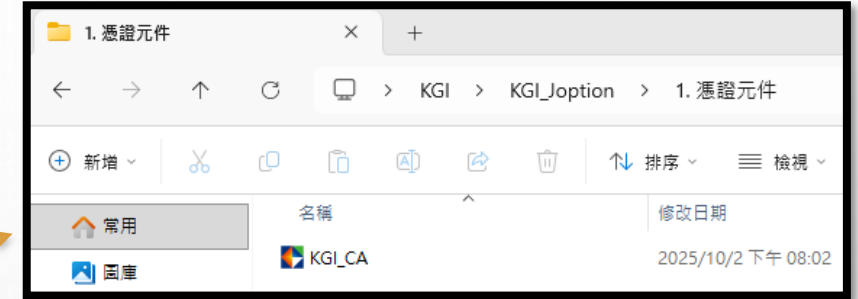 1. 憑證元件
KGI > KGI_Joption > 1. 憑證元件
新增 排序 檢視
常用
圖庫
名稱 修改日期
KGI_CA 2025/10/2 下午 08:02